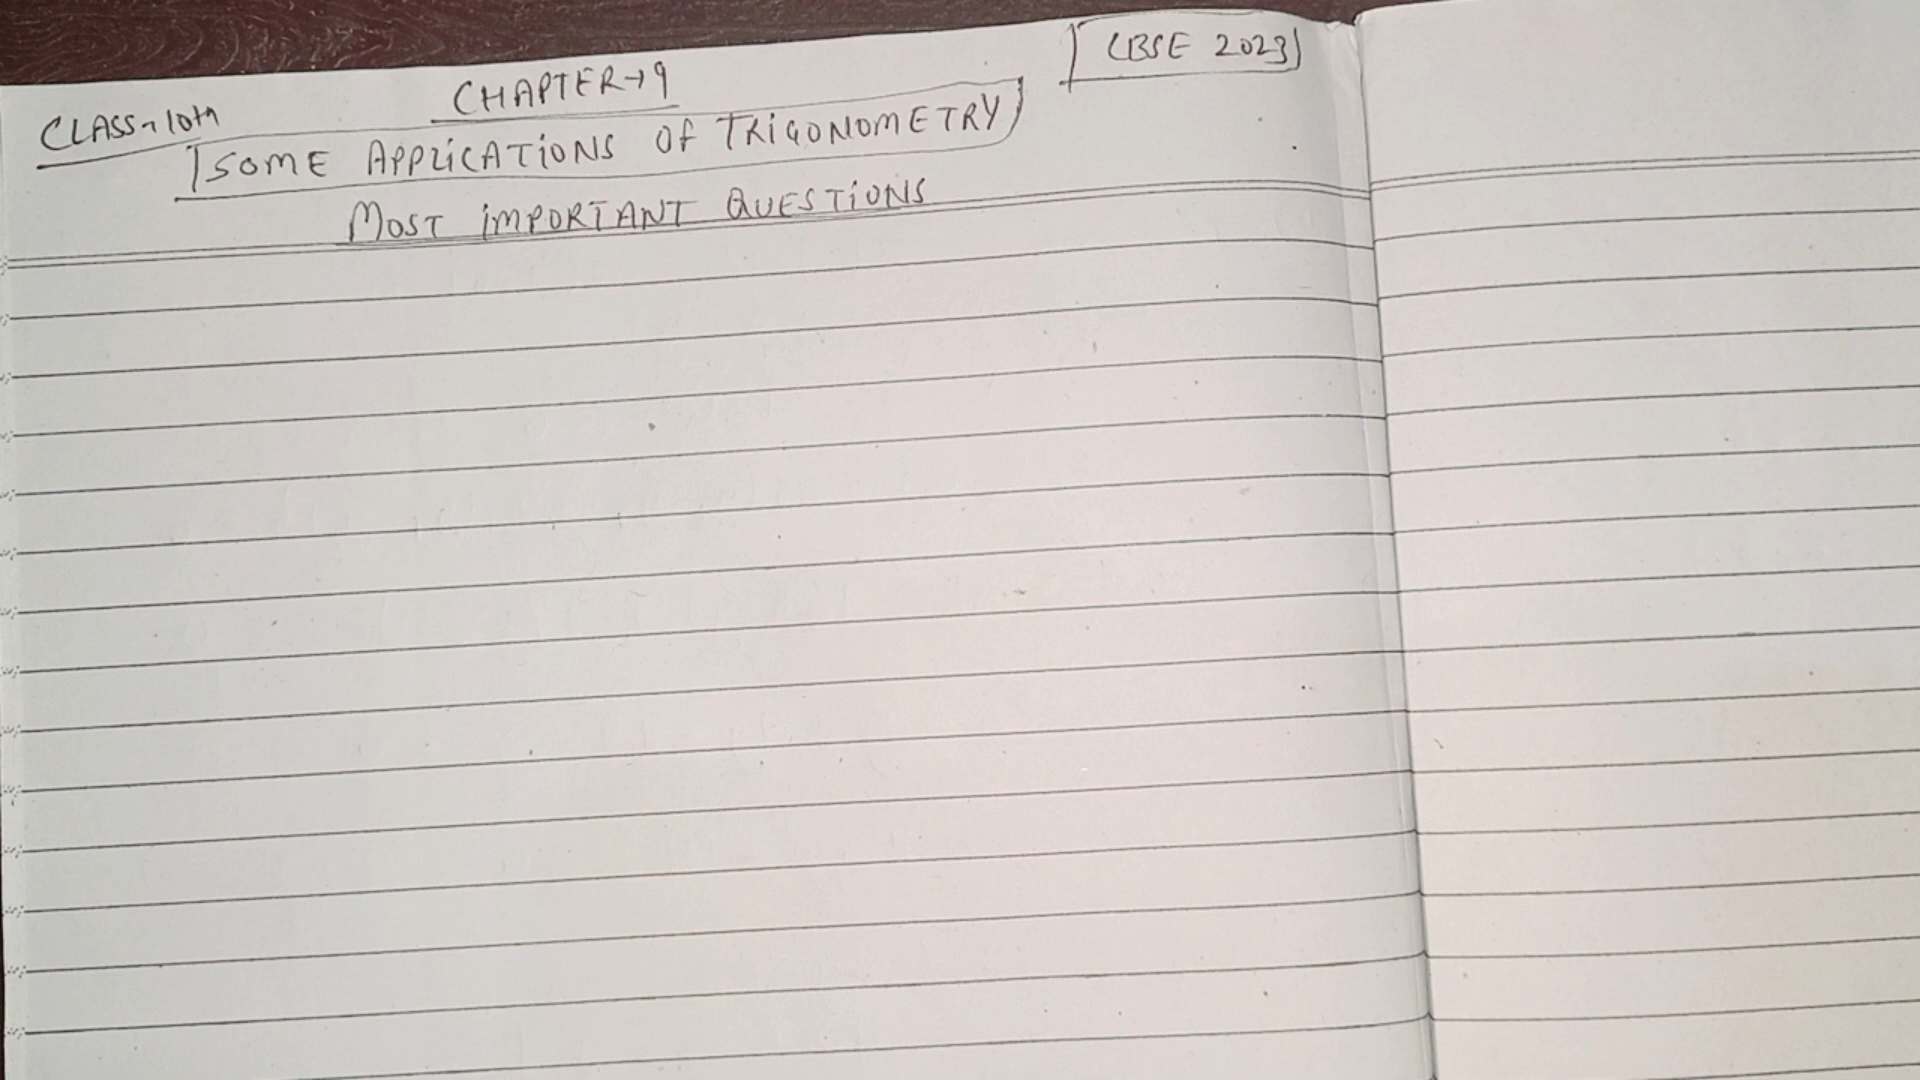 CBSE 2023
CHAPTER→9
CLASS→10th
SOME APPLICATIONS Of TRIGONOMETRY
MOST IMPORTANT QUESTIONS